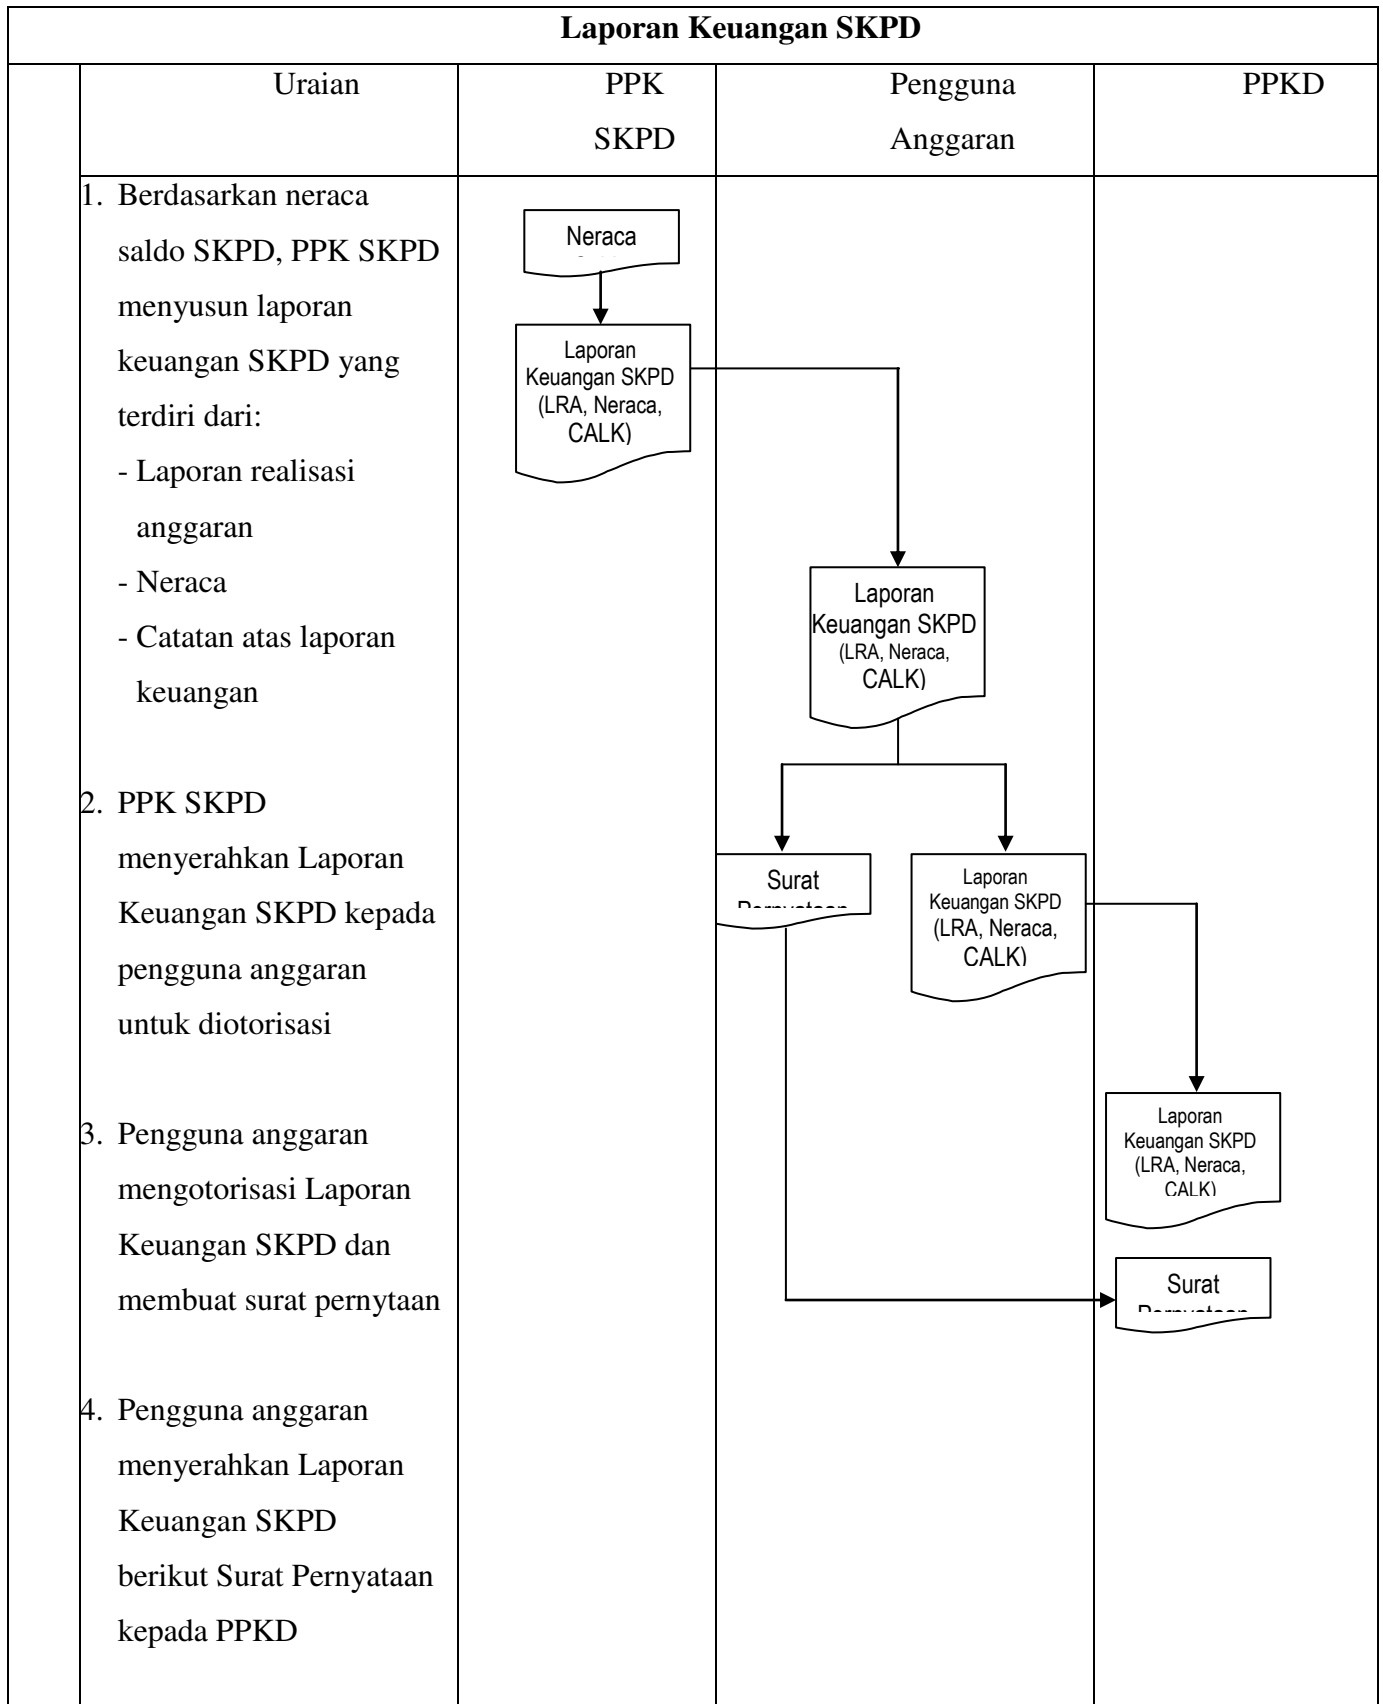 Laporan Keuangan SKPD
Uraian
PPK
SKPD
Pengguna
Anggaran
PPKD
1. Berdasarkan neraca
saldo SKPD, PPK SKPD
menyusun laporan
keuangan SKPD yang
terdiri dari:
- Laporan realisasi
anggaran
- Neraca
- Catatan atas laporan
keuangan
2. PPK SKPD
menyerahkan Laporan
Keuangan SKPD kepada
pengguna anggaran
untuk diotorisasi
3. Pengguna anggaran
mengotorisasi Laporan
Keuangan SKPD dan
membuat surat pernytaan
4. Pengguna anggaran
menyerahkan Laporan
Keuangan SKPD
berikut Surat Pernyataan
kepada PPKD
Neraca
Laporan
Keuangan SKPD
(LRA, Neraca,
CALK)
Laporan
Keuangan SKPD
(LRA, Neraca,
CALK)
Surat
Pernyataan
Laporan
Keuangan SKPD
(LRA, Neraca,
CALK)
Laporan
Keuangan SKPD
(LRA, Neraca,
CALK)
Surat
Pernyataan